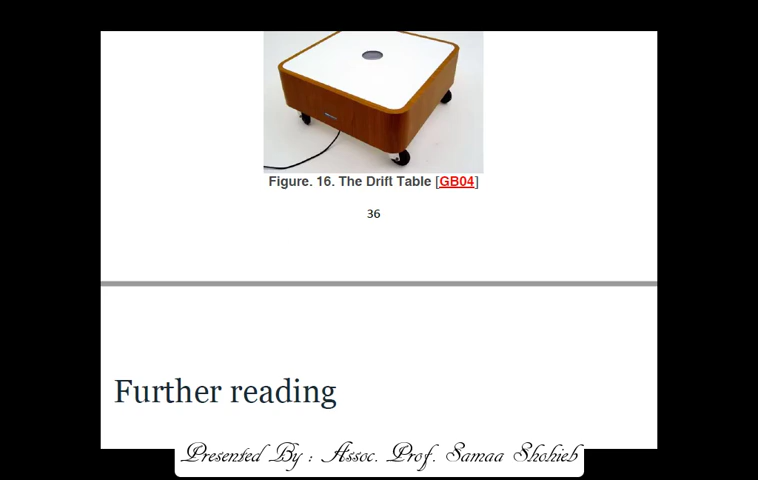 Figure. 16. The Drift Table [GB04]
36
Further reading
Presented By : Assoc. Prof. Samaa Shohieb